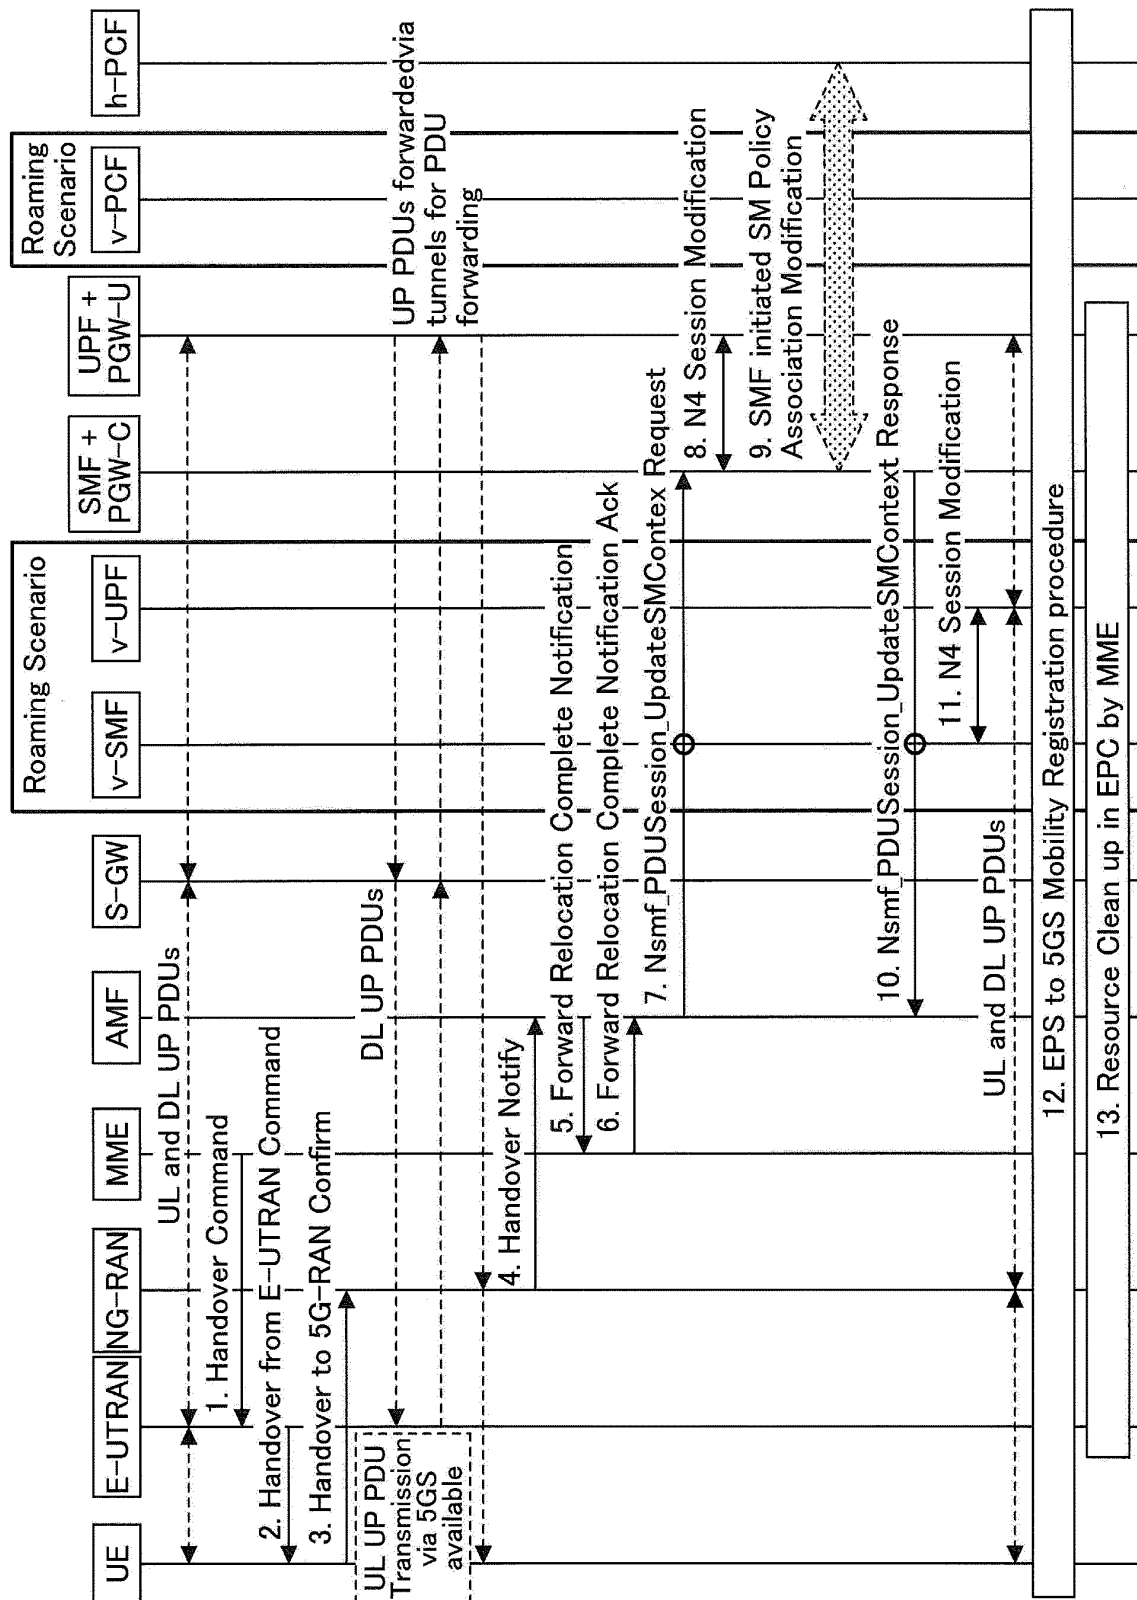 Roaming Scenario
Roaming
Scenario
UE
E-UTRAN
NG-RAN
MME
AMF
S-GW
v-SMF
v-UPF
SMF +
PGW-C
UPF +
PGW-U
v-PCF
h-PCF
UL and DL UP PDUs
1. Handover Command
2. Handover from E-UTRAN Command
3. Handover to 5G-RAN Confirm
UL UP PDU
Transmission
via 5GS
available
DL UP PDUs
UP PDUs forwardedvia
tunnels for PDU
forwarding
4. Handover Notify
5. Forward Relocation Complete Notification
6. Forward Relocation Complete Notification Ack
7. Nsmf_PDUSession_UpdateSMContex Request
8. N4 Session Modification
9. SMF initiated SM Policy
Association Modification
10. Nsmf_PDUSession_UpdateSMContext Response
11. N4 Session Modification
UL and DL UP PDUs
12. EPS to 5GS Mobility Registration procedure
13. Resource Clean up in EPC by MME